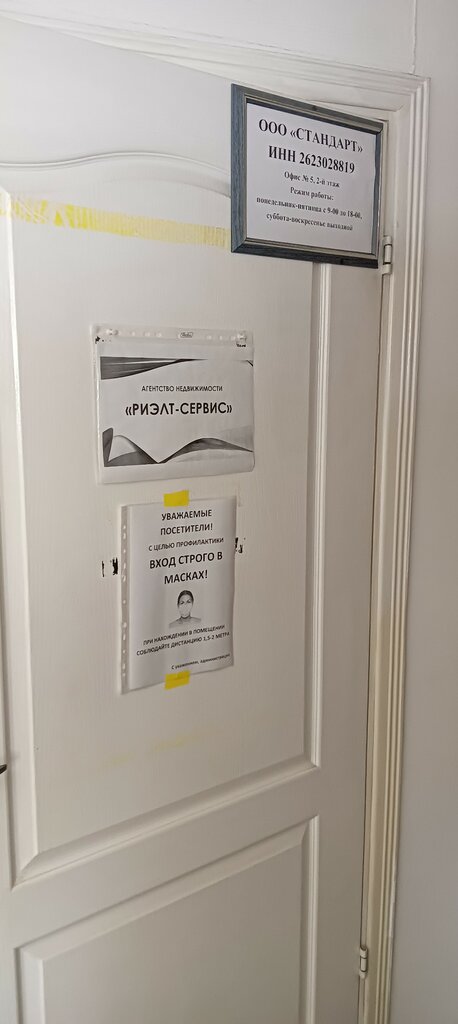 ООО «СТАНДАРТ»
ИНН 2623028819
Офис № 5, 2-й этаж
Режим работы:
понедельник-пятница с 9-00 до 18-00,
суббота-воскресенье выходной
АГЕНТСТВО НЕДВИЖИМОСТИ
«РИЭЛТ-СЕРВИС»
УВАЖАЕМЫЕ
ПОСЕТИТЕЛИ!
С ЦЕЛЬЮ ПРОФИЛАКТИКИ
ВХОД СТРОГО В
МАСКАХ!
ПРИ НАХОЖДЕНИИ В ПОМЕЩЕНИИ
СОБЛЮДАЙТЕ ДИСТАНЦИЮ 1,5-2 МЕТРА
С уважением, администрация